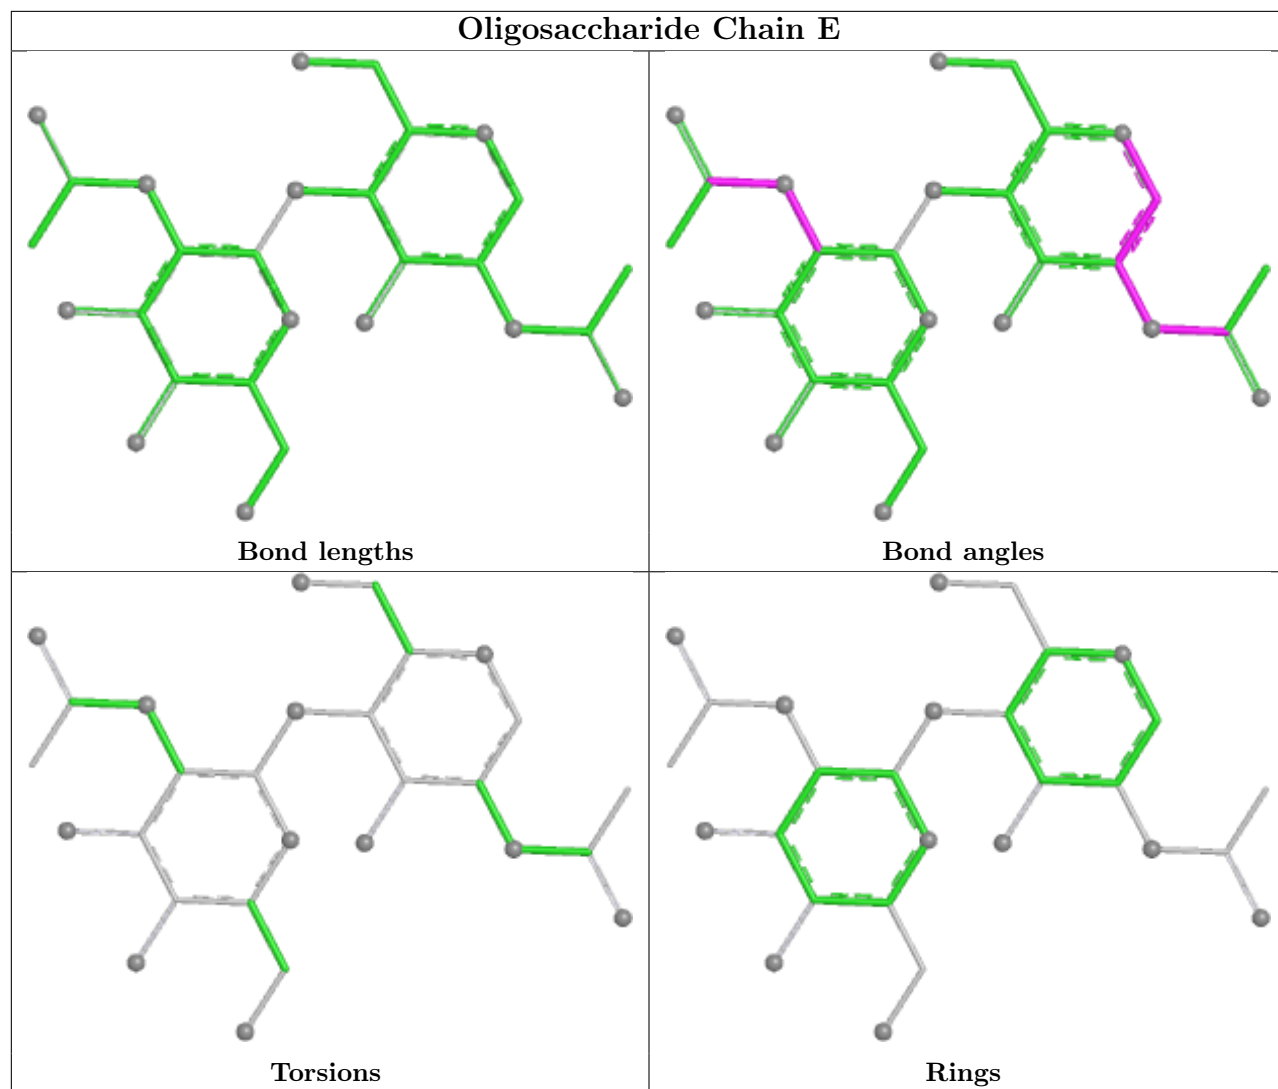 Oligosaccharide Chain E
Bond lengths
Bond angles
Torsions
Rings